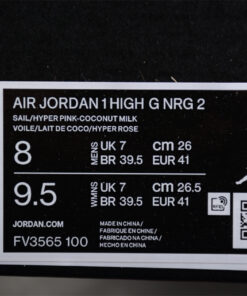 AIR JORDAN 1 HIGH G NRG 2
SAIL/HYPER PINK-COCONUT MILK
VOILE/LAIT DE COCO/HYPER ROSE
8 MENS UK 7 cm 26
BR 39.5 EUR 41
9.5 WMNS UK 7 cm 26.5
BR 39.5 EUR 41
JORDAN.COM
FV3565 100
MADE IN CHINA/
FABRIQUÉ EN CHINE/
FABRICADO NA CHINA/
HECHO EN CHINA